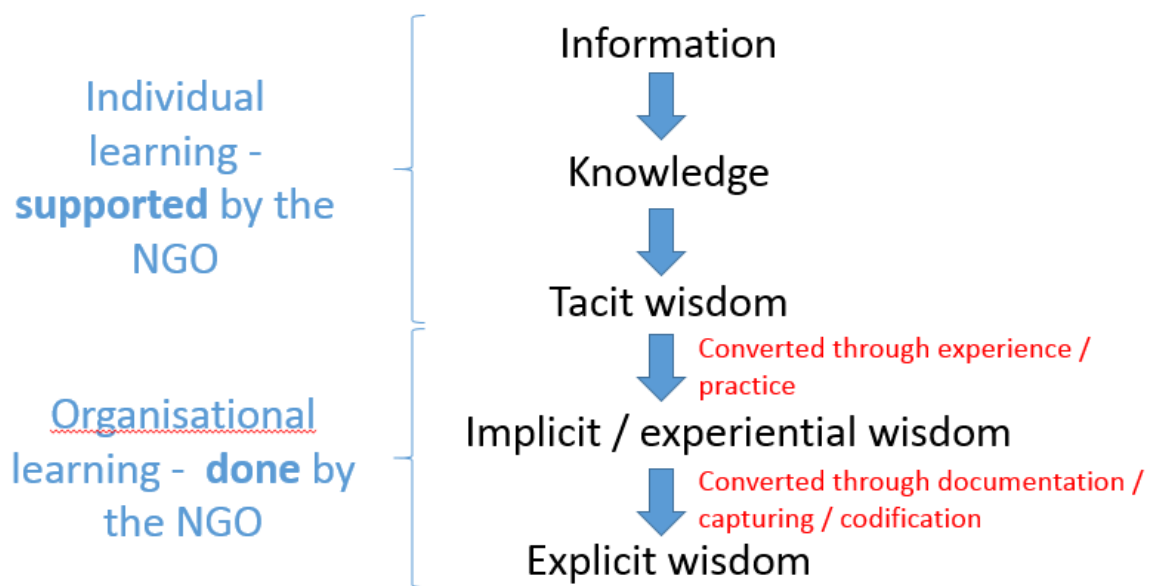 Individual
learning -
supported by the
NGO
Information
Knowledge
Tacit wisdom
Converted through experience /
practice
Organisational
learning - done by
the NGO
Implicit / experiential wisdom
Converted through documentation /
capturing / codification
Explicit wisdom